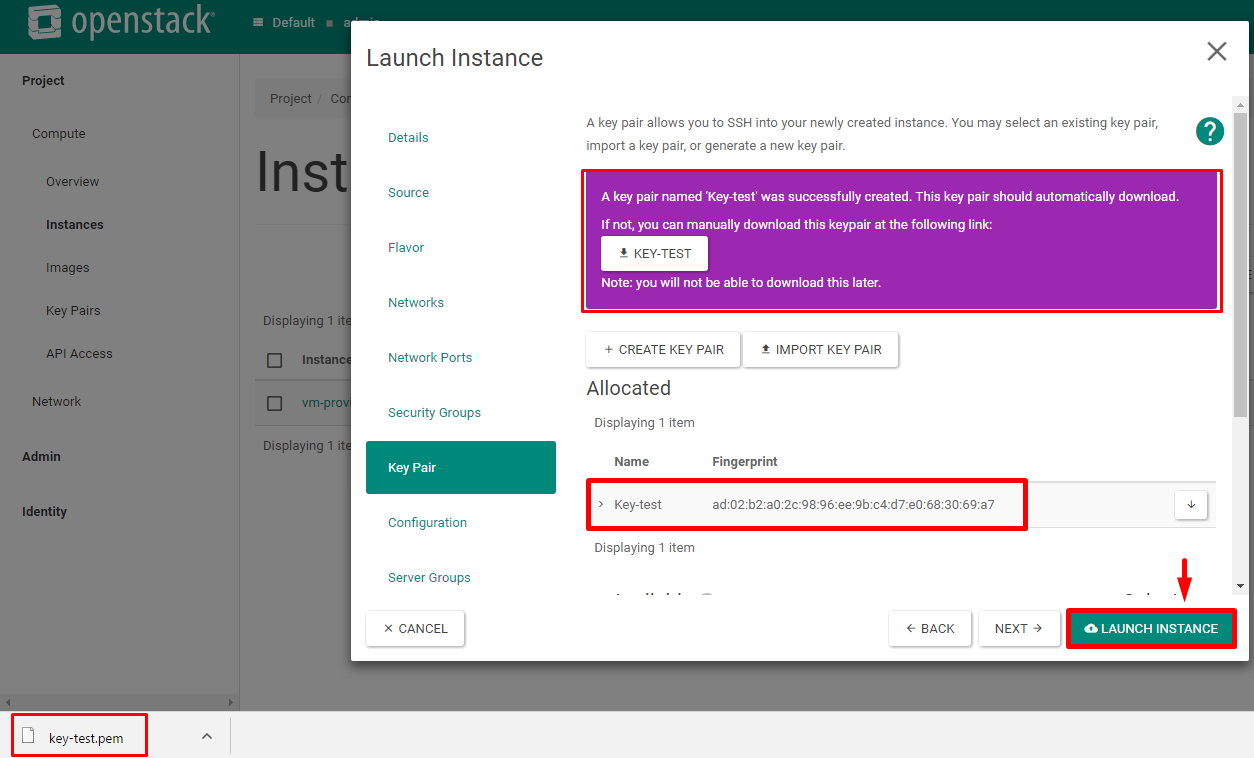 openstack.
Default
admin
Project
Compute
Overview
Instances
Images
Key Pairs
API Access
Network
Admin
Identity
Project /
Inst
Displaying 1 ite
Instance
vm-provi
Displaying 1 ite
Launch Instance
Details
Source
Flavor
Networks
Network Ports
Security Groups
Key Pair
Configuration
Server Groups
A key pair allows you to SSH into your newly created instance. You may select an existing key pair,
import a key pair, or generate a new key pair.
?
A key pair named 'Key-test' was successfully created. This key pair should automatically download.
If not, you can manually download this keypair at the following link:
KEY-TEST
Note: you will not be able to download this later.
+ CREATE KEY PAIR
IMPORT KEY PAIR
Allocated
Displaying 1 item
Name Fingerprint
Key-test ad:02:b2:a0:2c:98:96:ee:9b:c4:d7:e0:68:30:69:a7
Displaying 1 item
CANCEL
BACK
NEXT
LAUNCH INSTANCE
key-test.pem